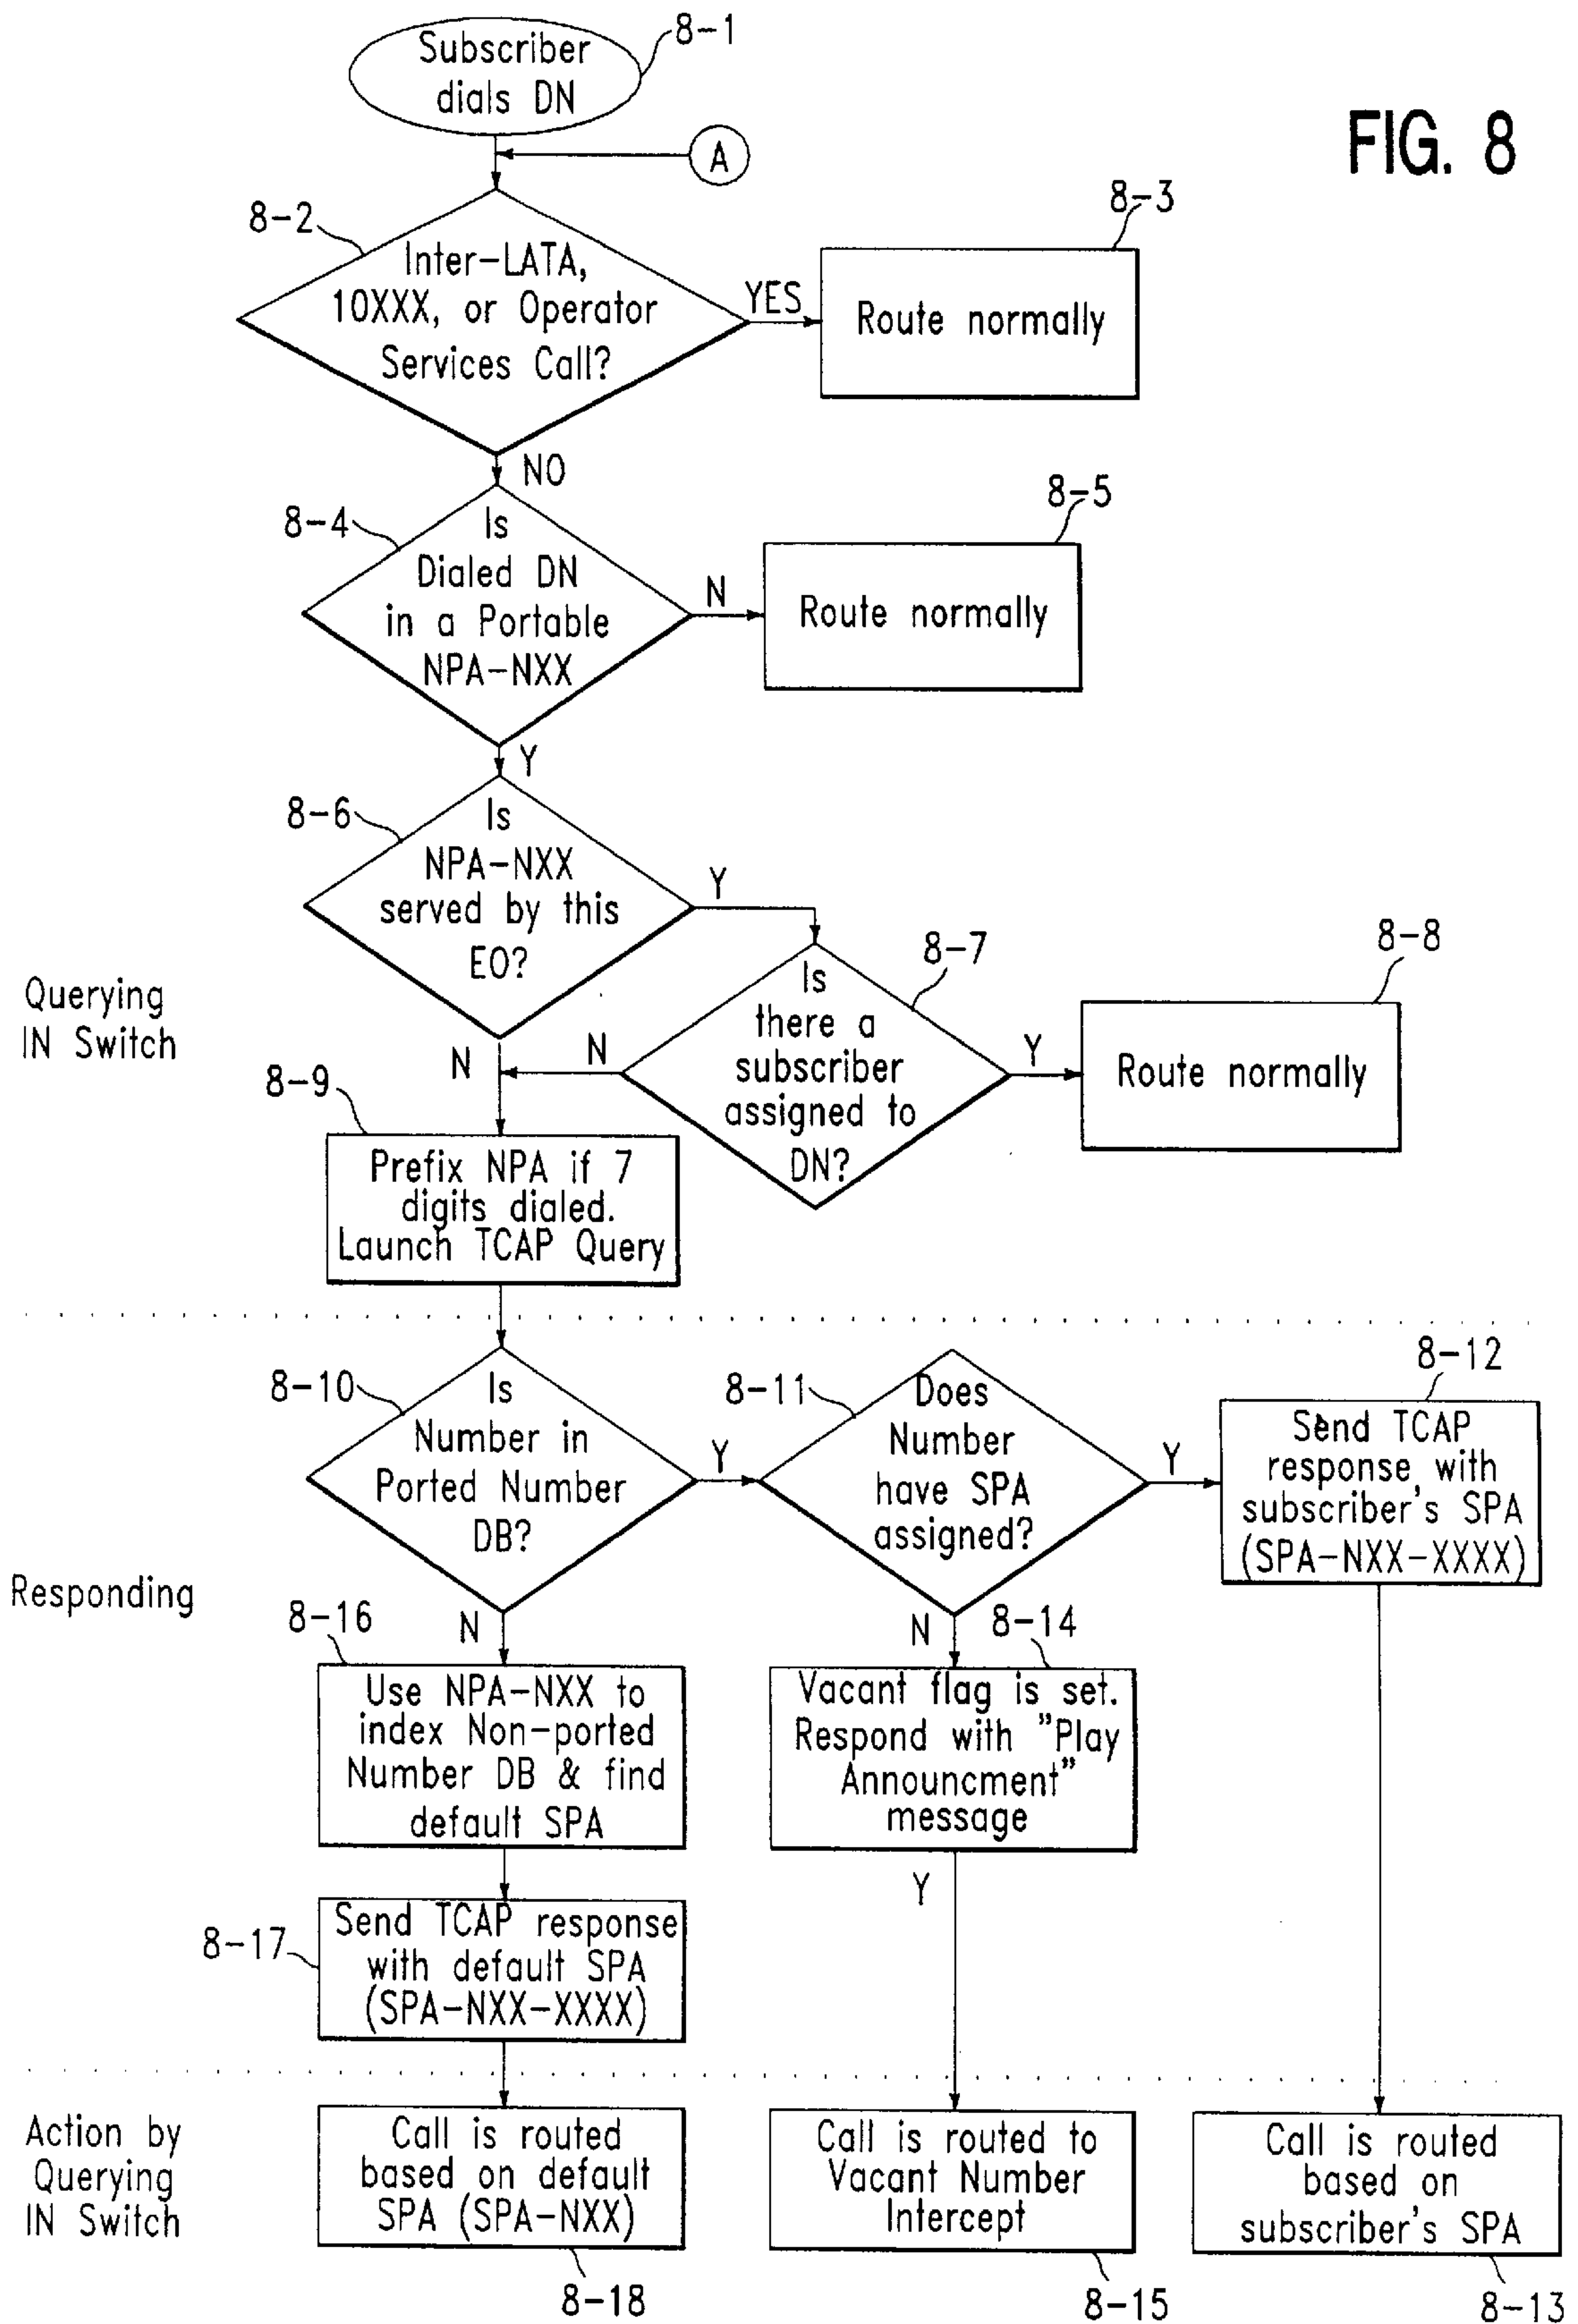 FIG. 8
8-1
Subscriber
dials DN
A
8-2
Inter-LATA,
10XXX, or Operator
Services Call?
YES
8-3
Route normally
NO
8-4
Is
Dialed DN
in a Portable
NPA-NXX
N
8-5
Route normally
Y
8-6
Is
NPA-NXX
served by this
EO?
Y
8-7
Is
there a
subscriber
assigned to
DN?
Y
8-8
Route normally
N
N
Querying
IN Switch
8-9
Prefix NPA if 7
digits dialed.
Launch TCAP Query
8-10
Is
Number in
Ported Number
DB?
Y
8-11
Does
Number
have SPA
assigned?
Y
8-12
Send TCAP
response with
subscriber's SPA
(SPA-NXX-XXXX)
Responding
N
8-16
Use NPA-NXX to
index Non-ported
Number DB & find
default SPA
N
8-14
Vacant flag is set.
Respond with "Play
Announcment"
message
Y
8-17
Send TCAP response
with default SPA
(SPA-NXX-XXXX)
Action by
Querying
IN Switch
Call is routed
based on default
SPA (SPA-NXX)
8-18
Call is routed to
Vacant Number
Intercept
8-15
Call is routed
based on
subscriber's SPA
8-13